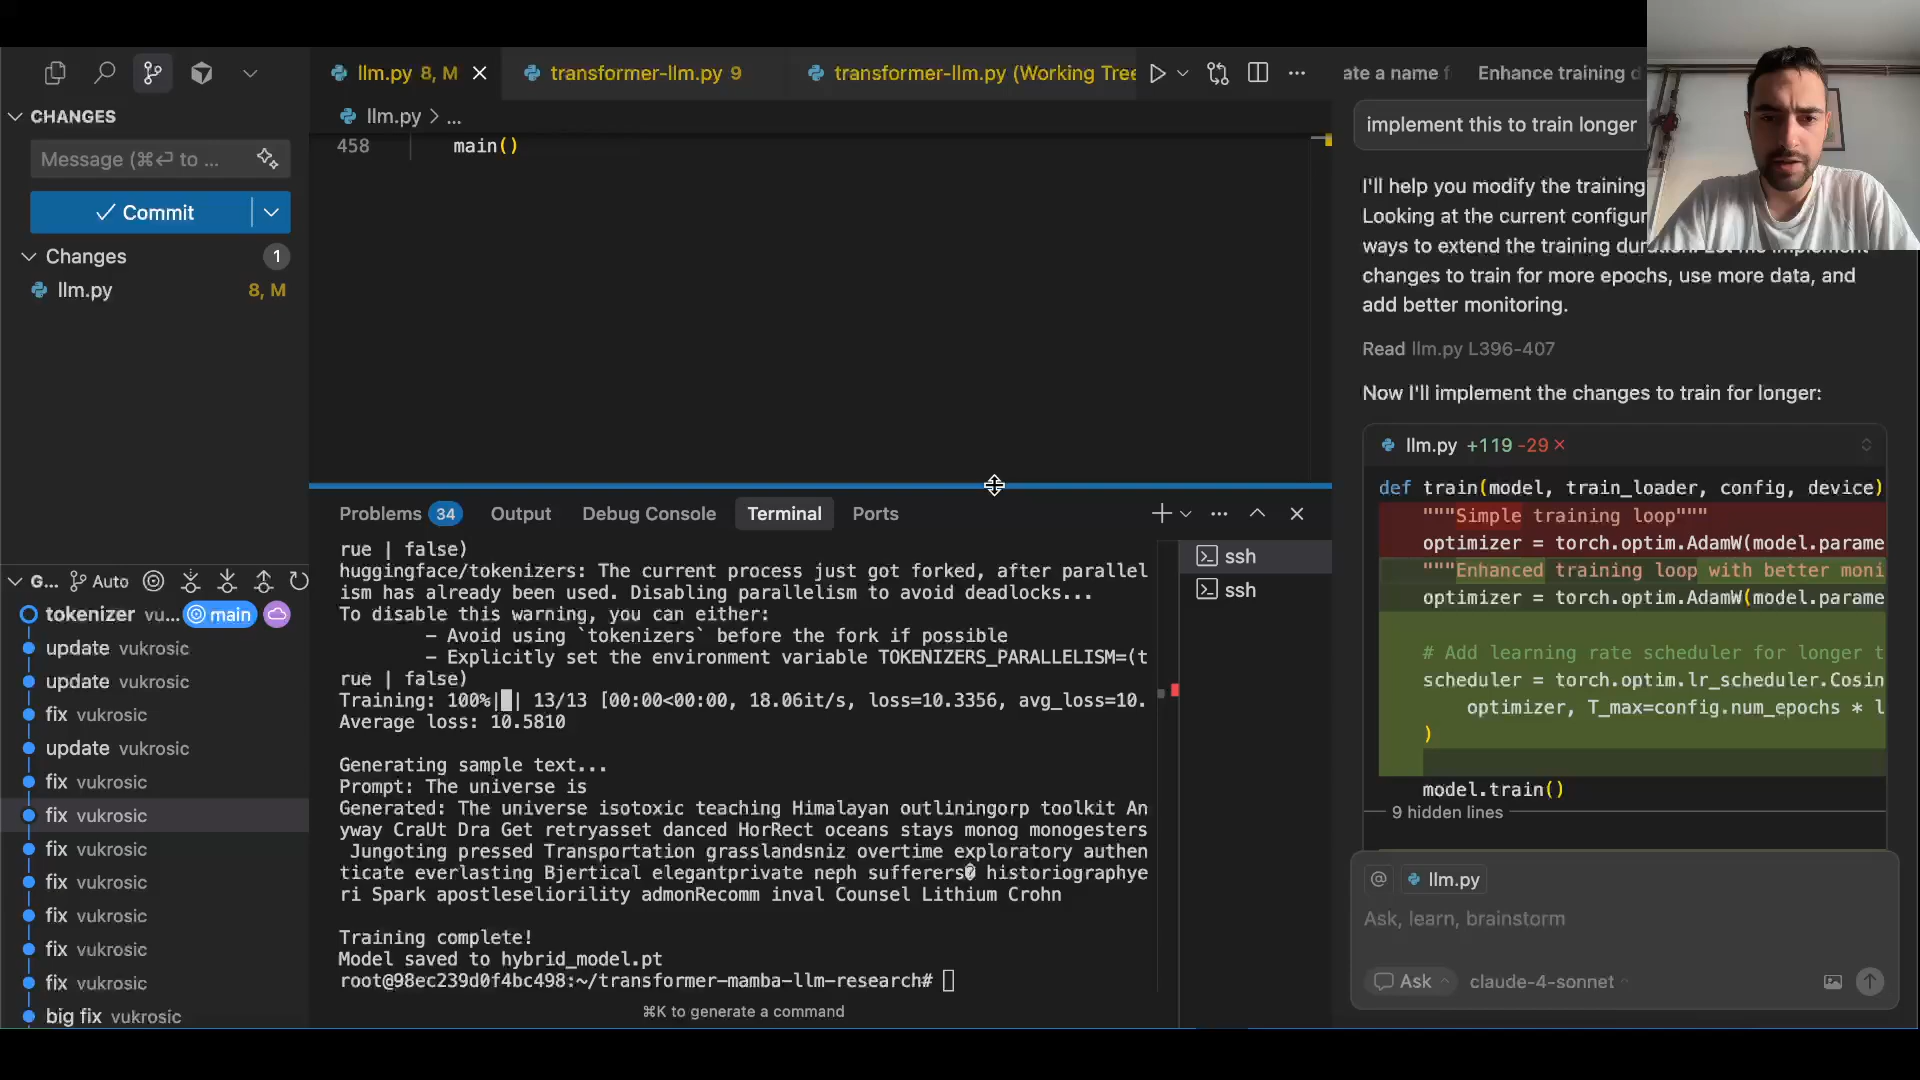 llm.py 8, M
transformer-llm.py 9
transformer-llm.py (Working Tree
ate a name f
Enhance training d
CHANGES
Message (⌘⏎ to ...
Commit
Changes 1
llm.py 8, M
llm.py > ...
458 main()
Problems 34 Output Debug Console Terminal Ports
rue | false)
huggingface/tokenizers: The current process just got forked, after parallel
ism has already been used. Disabling parallelism to avoid deadlocks...
To disable this warning, you can either:
- Avoid using `tokenizers` before the fork if possible
- Explicitly set the environment variable TOKENIZERS_PARALLELISM=(t
rue | false)
Training: 100%|█| 13/13 [00:00<00:00, 18.06it/s, loss=10.3356, avg_loss=10.
Average loss: 10.5810
Generating sample text...
Prompt: The universe is
Generated: The universe isotoxic teaching Himalayan outliningorp toolkit An
yway CraUt Dra Get retryasset danced HorRect oceans stays monog monogesters
Jungoting pressed Transportation grasslandsniz overtime exploratory authen
ticate everlasting Bjertical elegantprivate neph sufferers� historiographye
ri Spark apostleseliorility admonRecomm inval Counsel Lithium Crohn
Training complete!
Model saved to hybrid_model.pt
root@98ec239d0f4bc498:~/transformer-mamba-llm-research#
⌘K to generate a command
ssh
ssh
G... Auto
tokenizer vu... main
update vukrosic
update vukrosic
fix vukrosic
update vukrosic
fix vukrosic
fix vukrosic
fix vukrosic
fix vukrosic
fix vukrosic
fix vukrosic
fix vukrosic
big fix vukrosic
implement this to train longer
I'll help you modify the training
Looking at the current configur
ways to extend the training
changes to train for more epochs, use more data, and
add better monitoring.
Read llm.py L396-407
Now I'll implement the changes to train for longer:
llm.py +119 -29
def train(model, train_loader, config, device)
"""Simple training loop"""
optimizer = torch.optim.AdamW(model.parame
"""Enhanced training loop with better moni
optimizer = torch.optim.AdamW(model.parame
# Add learning rate scheduler for longer t
scheduler = torch.optim.lr_scheduler.Cosin
optimizer, T_max=config.num_epochs * l
)
model.train()
9 hidden lines
@ llm.py
Ask, learn, brainstorm
Ask claude-4-sonnet